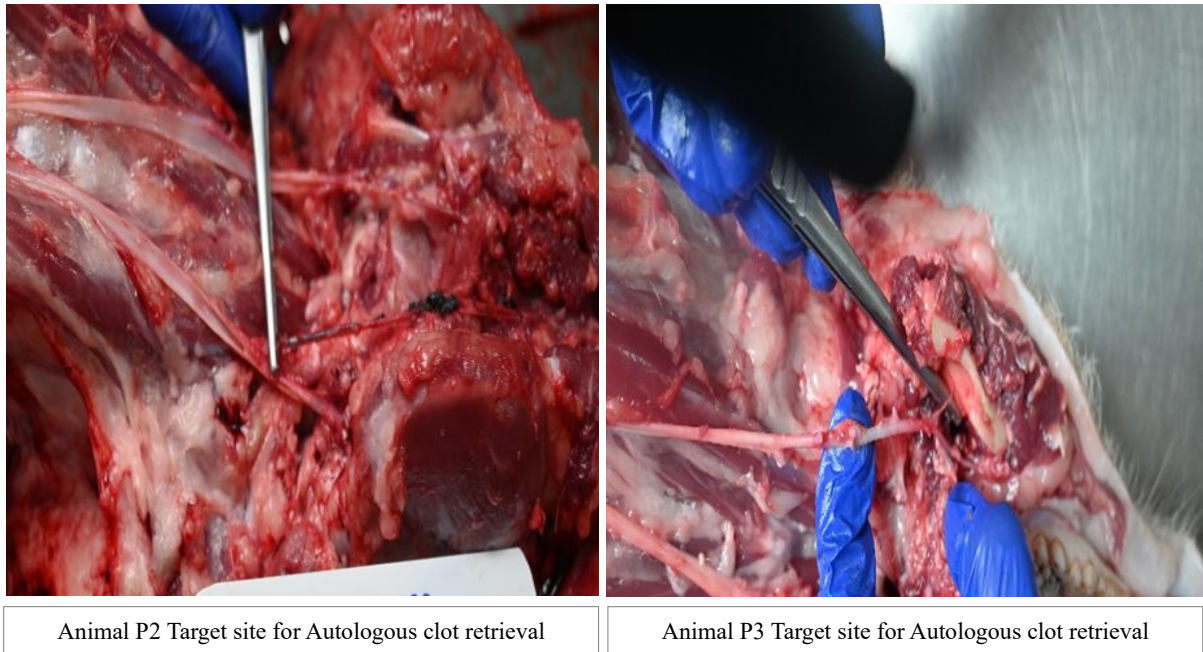 Animal P2 Target site for Autologous clot retrieval
Animal P3 Target site for Autologous clot retrieval